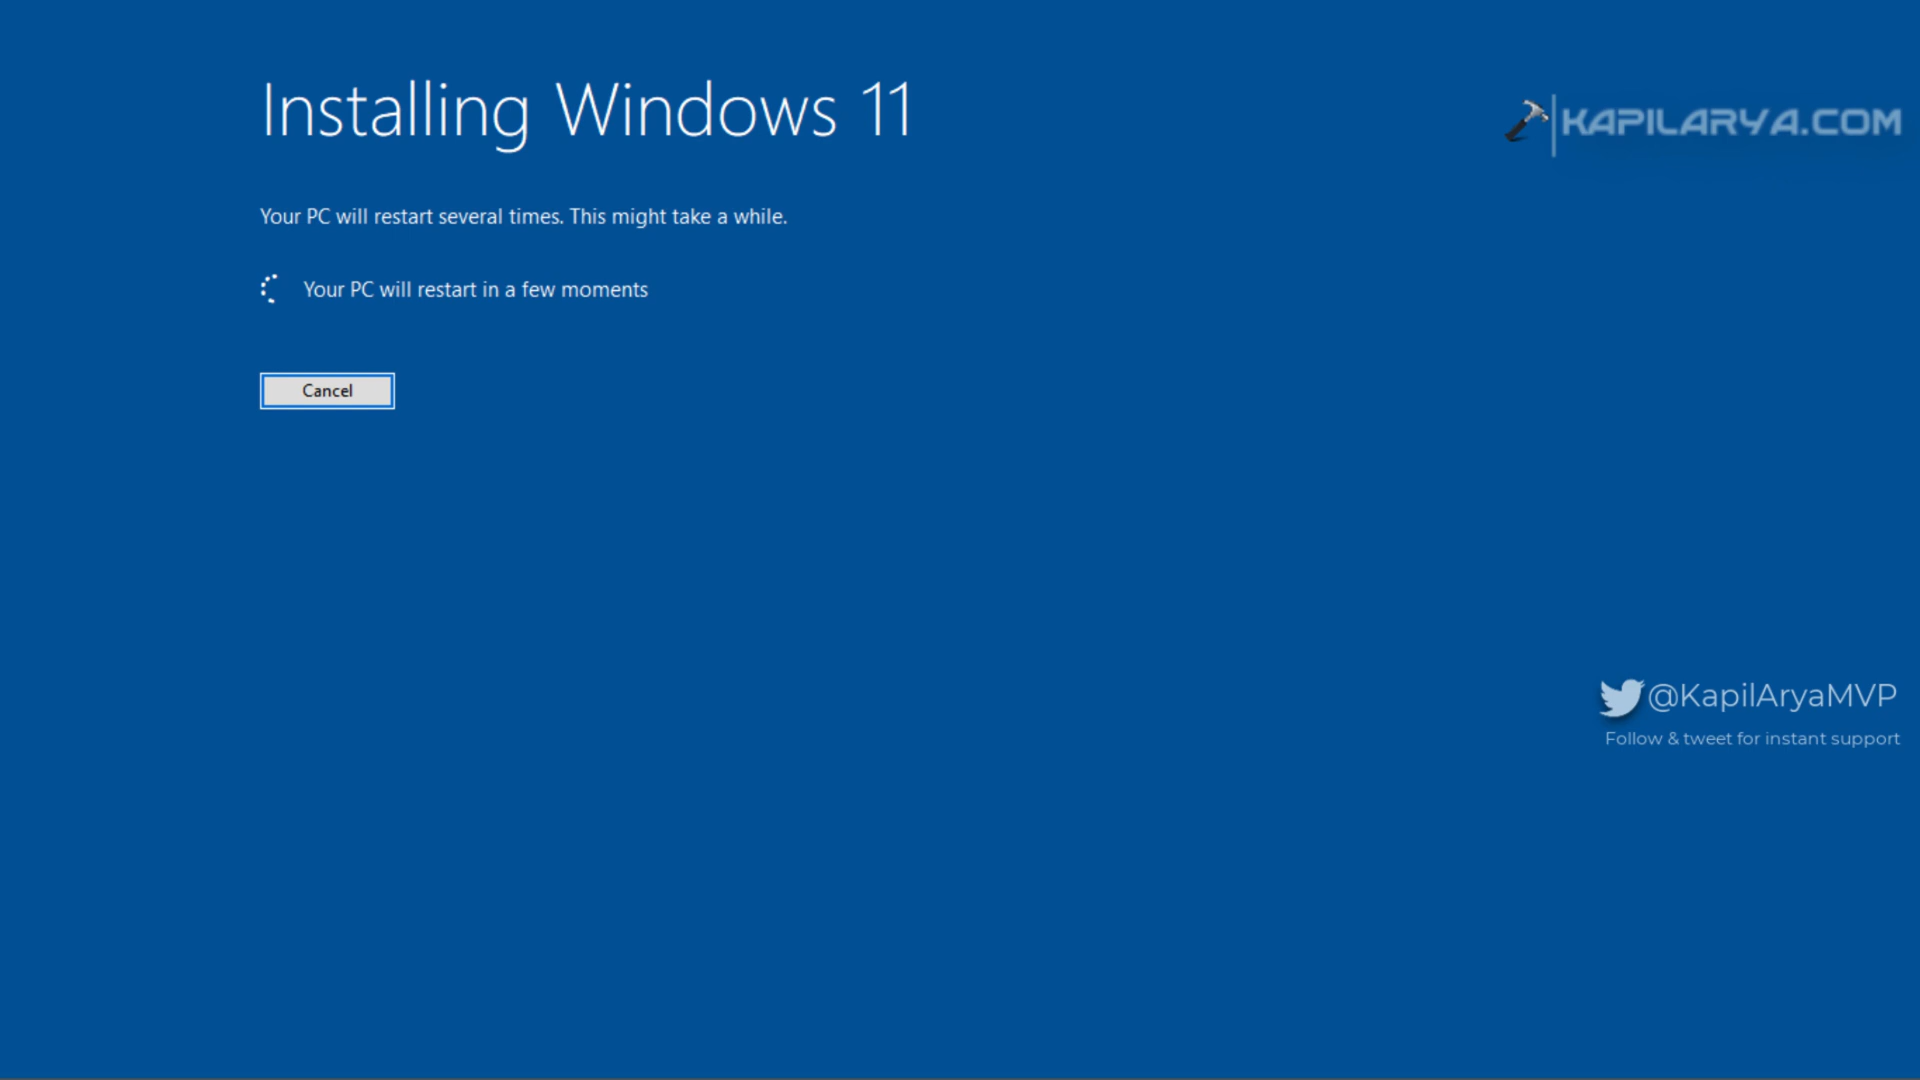 Installing Windows 11
KAPILARYA.COM
Your PC will restart several times. This might take a while.
Your PC will restart in a few moments
Cancel
@KapilAryaMVP
Follow & tweet for instant support